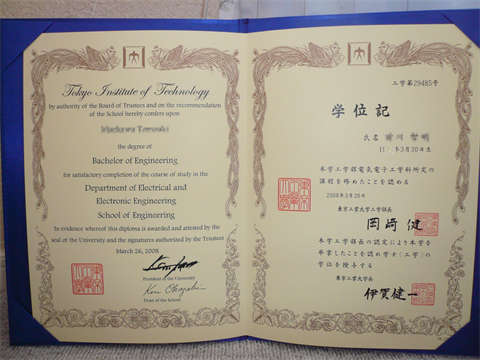 Tokyo Institute of Technology
by authority of the Board of Trustees and on the recommendation
of the School hereby confers upon
the degree of
Bachelor of Engineering
for satisfactory completion of the course of study in the
Department of Electrical and
Electronic Engineering
School of Engineering
In evidence whereof this diploma is awarded and attested by the
seal of the University and the signatures authorized by the Trustees
March 26, 2008
President of the University
Dean of the School
工学第29485号
学位記
氏名
3月30日生
本学工学部電気電子工学科所定の
課程を修めたことを認める
2008年3月26日
東京工業大学工学部長
岡崎 健
本学工学部長の認定により本学を
卒業したことを認め学士(工学)の
学位を授与する
東京工業大学長
伊賀健一